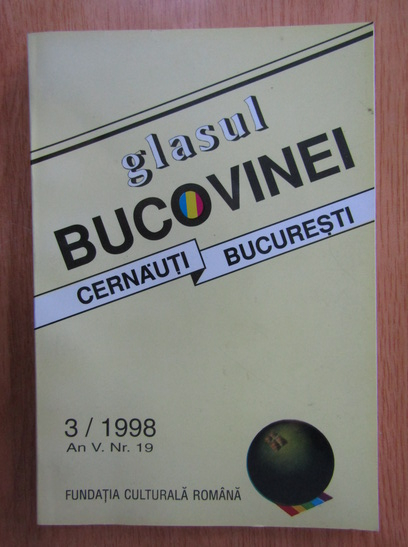 glasul
BUCOVINEI
CERNĂUȚI BUCUREȘTI
3 / 1998
An V. Nr. 19
FUNDAȚIA CULTURALĂ ROMÂNĂ